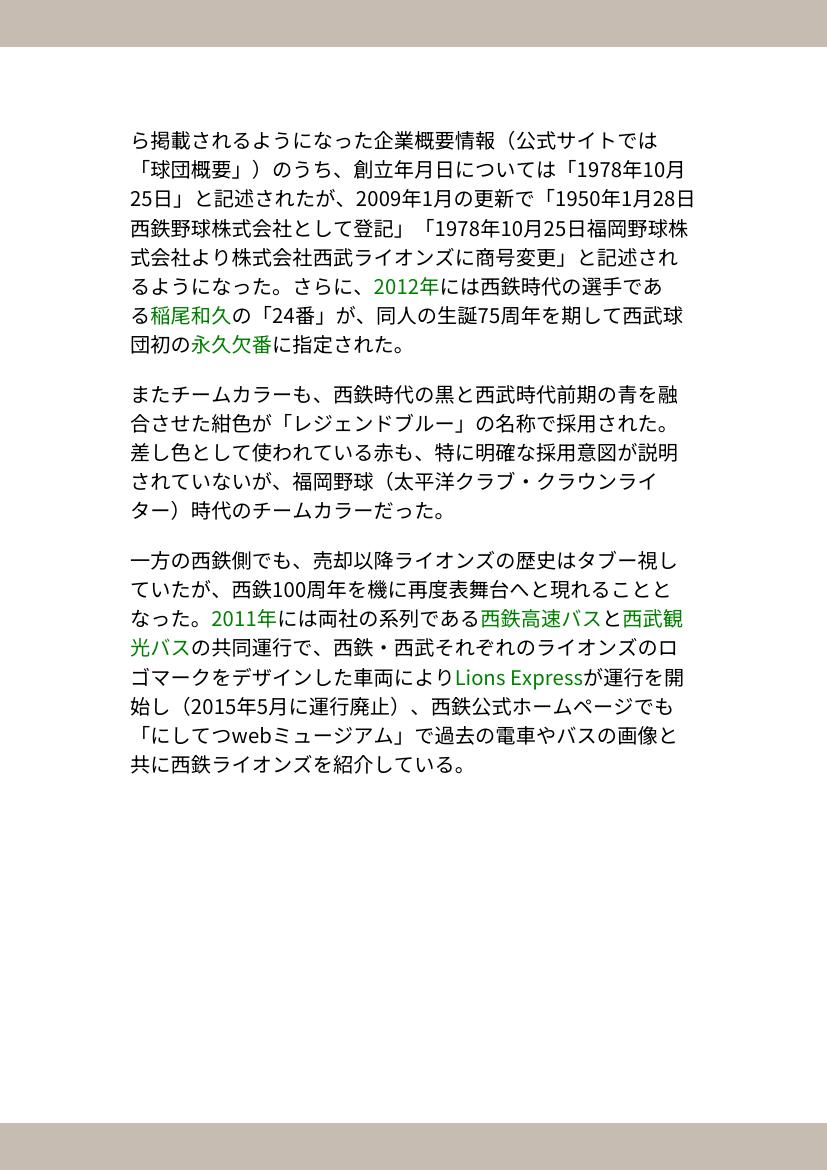 ら掲載されるようになった企業概要情報（公式サイトでは
「球団概要」）のうち、創立年月日については「1978年10月
25日」と記述されたが、2009年1月の更新で「1950年1月28日
西鉄野球株式会社として登記」「1978年10月25日福岡野球株
式会社より株式会社西武ライオンズに商号変更」と記述され
るようになった。さらに、2012年には西鉄時代の選手であ
る稲尾和久の「24番」が、同人の生誕75周年を期して西武球
団初の永久欠番に指定された。
またチームカラーも、西鉄時代の黒と西武時代前期の青を融
合させた紺色が「レジェンドブルー」の名称で採用された。
差し色として使われている赤も、特に明確な採用意図が説明
されていないが、福岡野球（太平洋クラブ・クラウンライ
ター）時代のチームカラーだった。
一方の西鉄側でも、売却以降ライオンズの歴史はタブー視し
ていたが、西鉄100周年を機に再度表舞台へと現れることと
なった。2011年には両社の系列である西鉄高速バスと西武観
光バスの共同運行で、西鉄・西武それぞれのライオンズのロ
ゴマークをデザインした車両によりLions Expressが運行を開
始し（2015年5月に運行廃止）、西鉄公式ホームページでも
「にしてつwebミュージアム」で過去の電車やバスの画像と
共に西鉄ライオンズを紹介している。